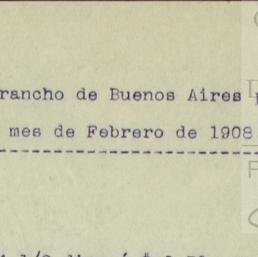 rancho de Buenos Aires
mes de Febrero de 1908